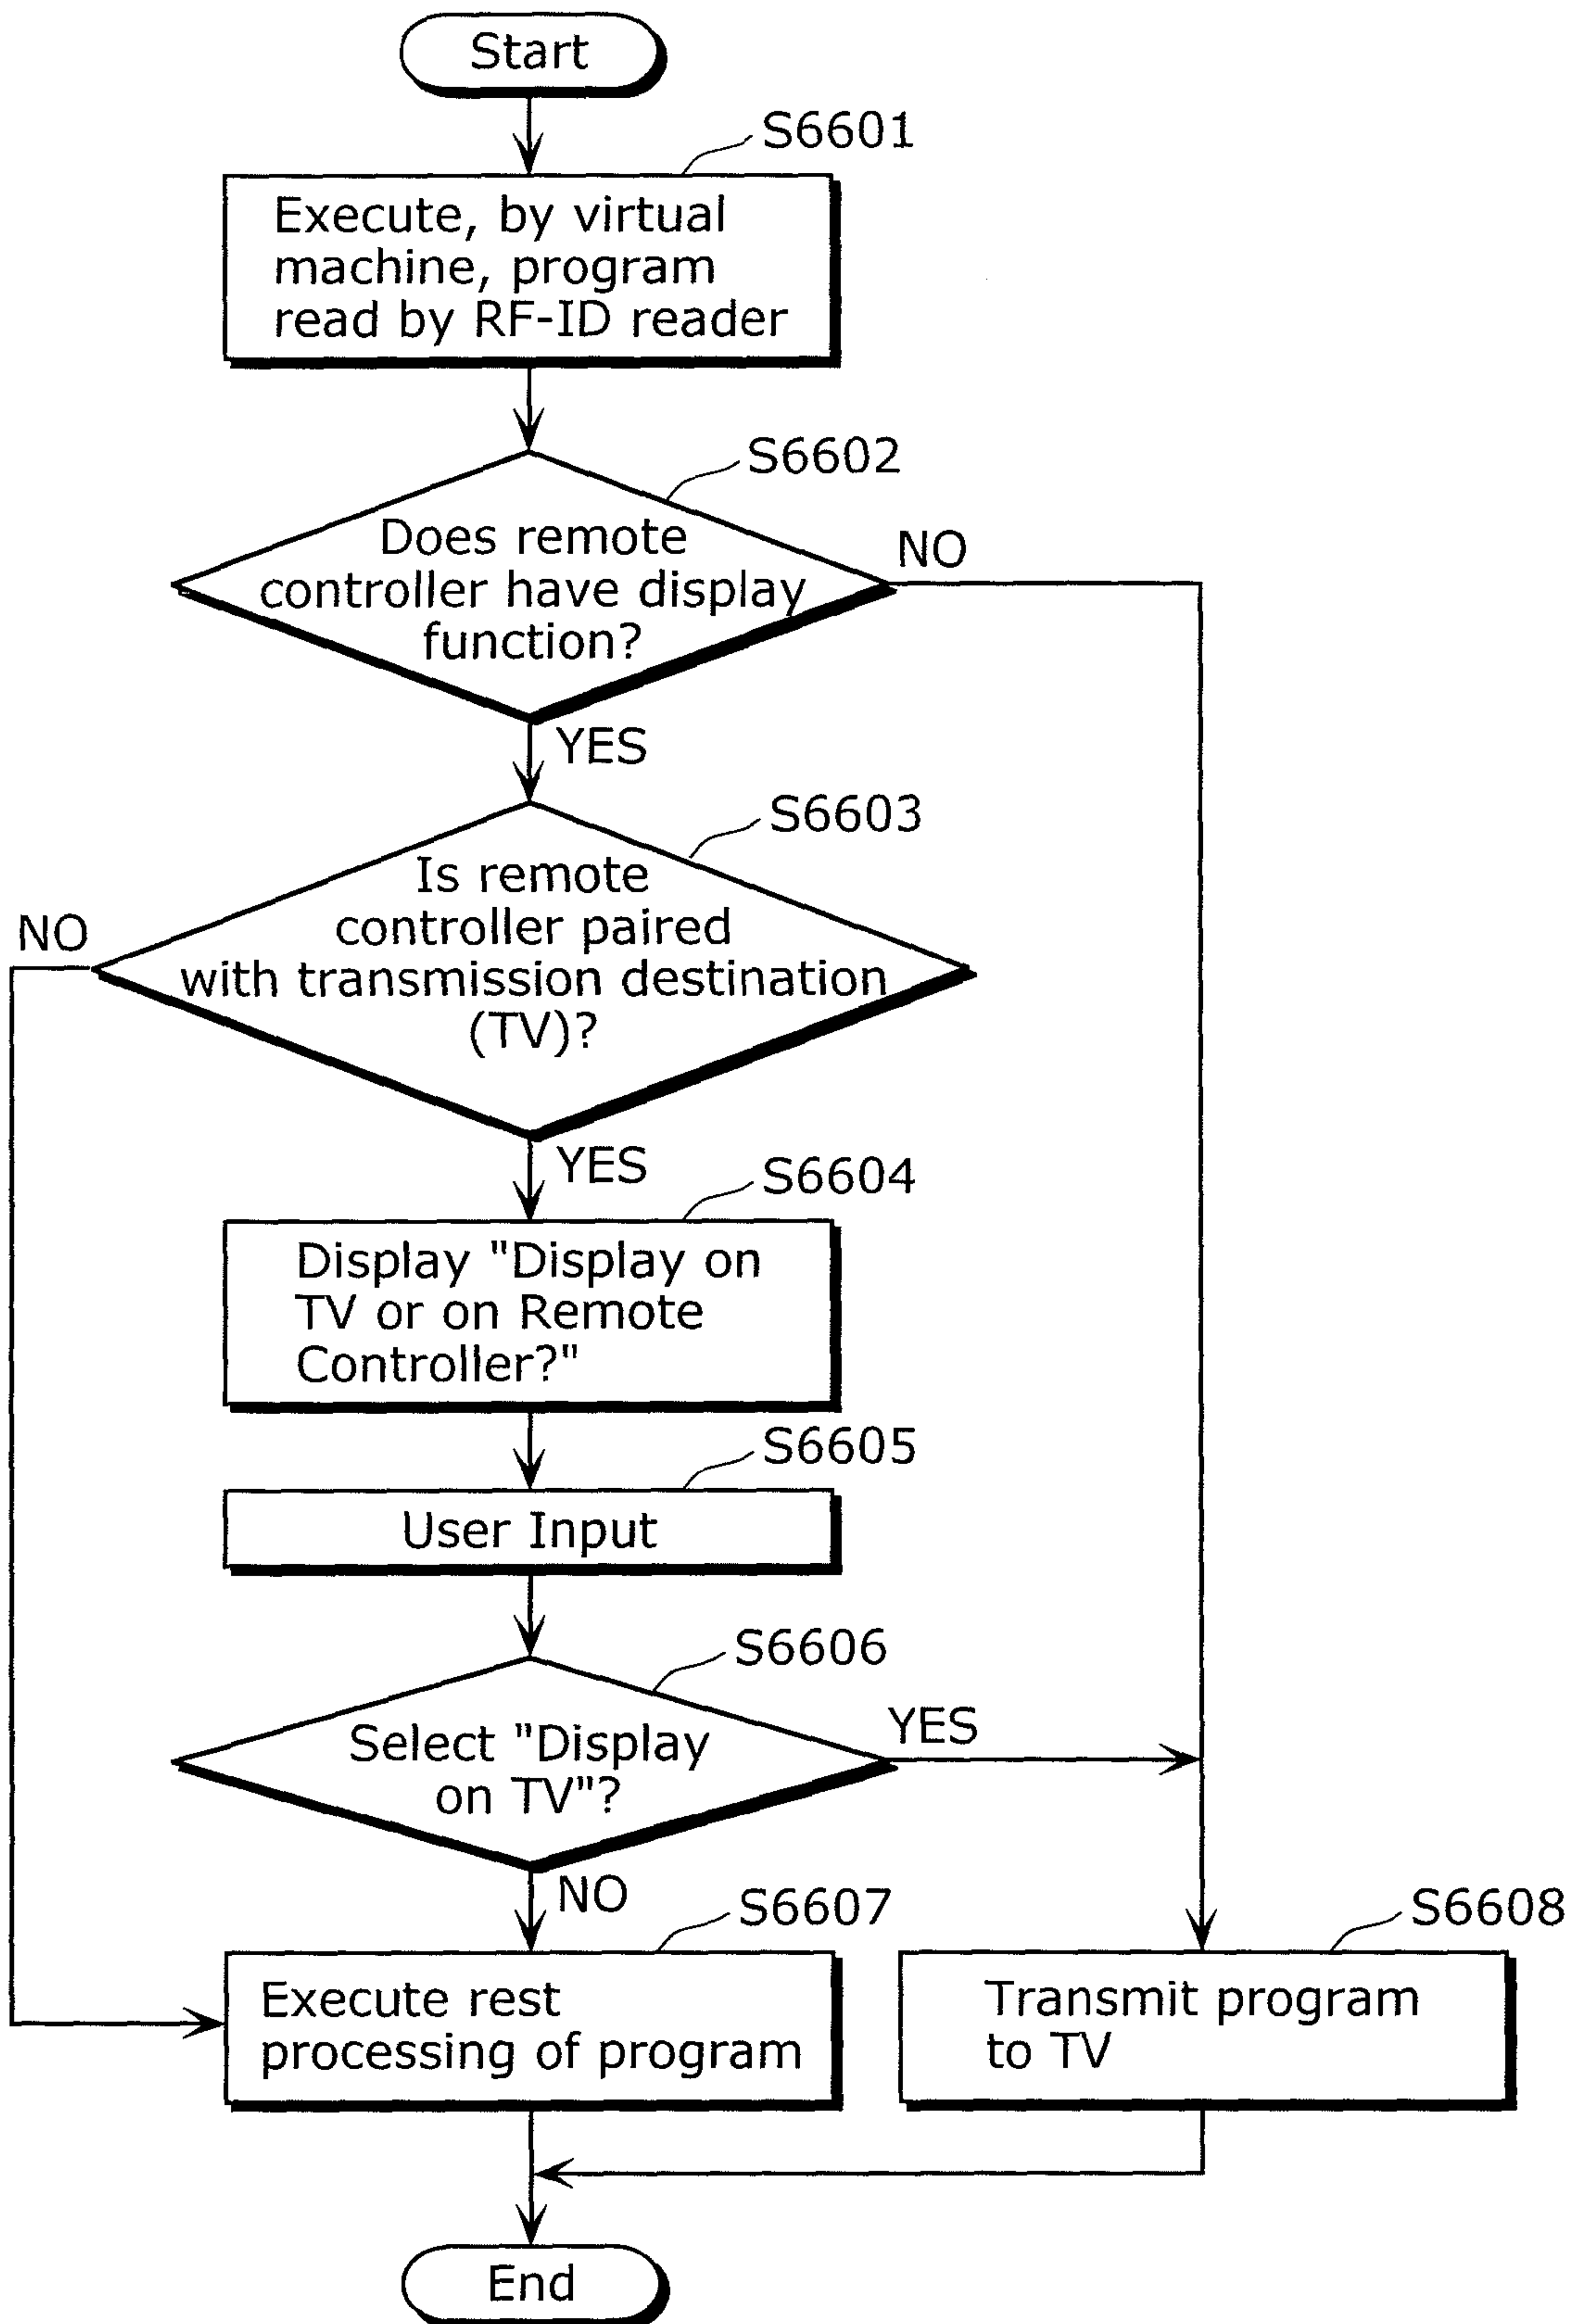 Start
S6601
Execute, by virtual
machine, program
read by RF-ID reader
S6602
Does remote
controller have display
function?
NO
YES
S6603
Is remote
controller paired
with transmission destination
(TV)?
NO
YES
S6604
Display "Display on
TV or on Remote
Controller?"
S6605
User Input
S6606
Select "Display
on TV"?
YES
NO
S6607
Execute rest
processing of program
S6608
Transmit program
to TV
End